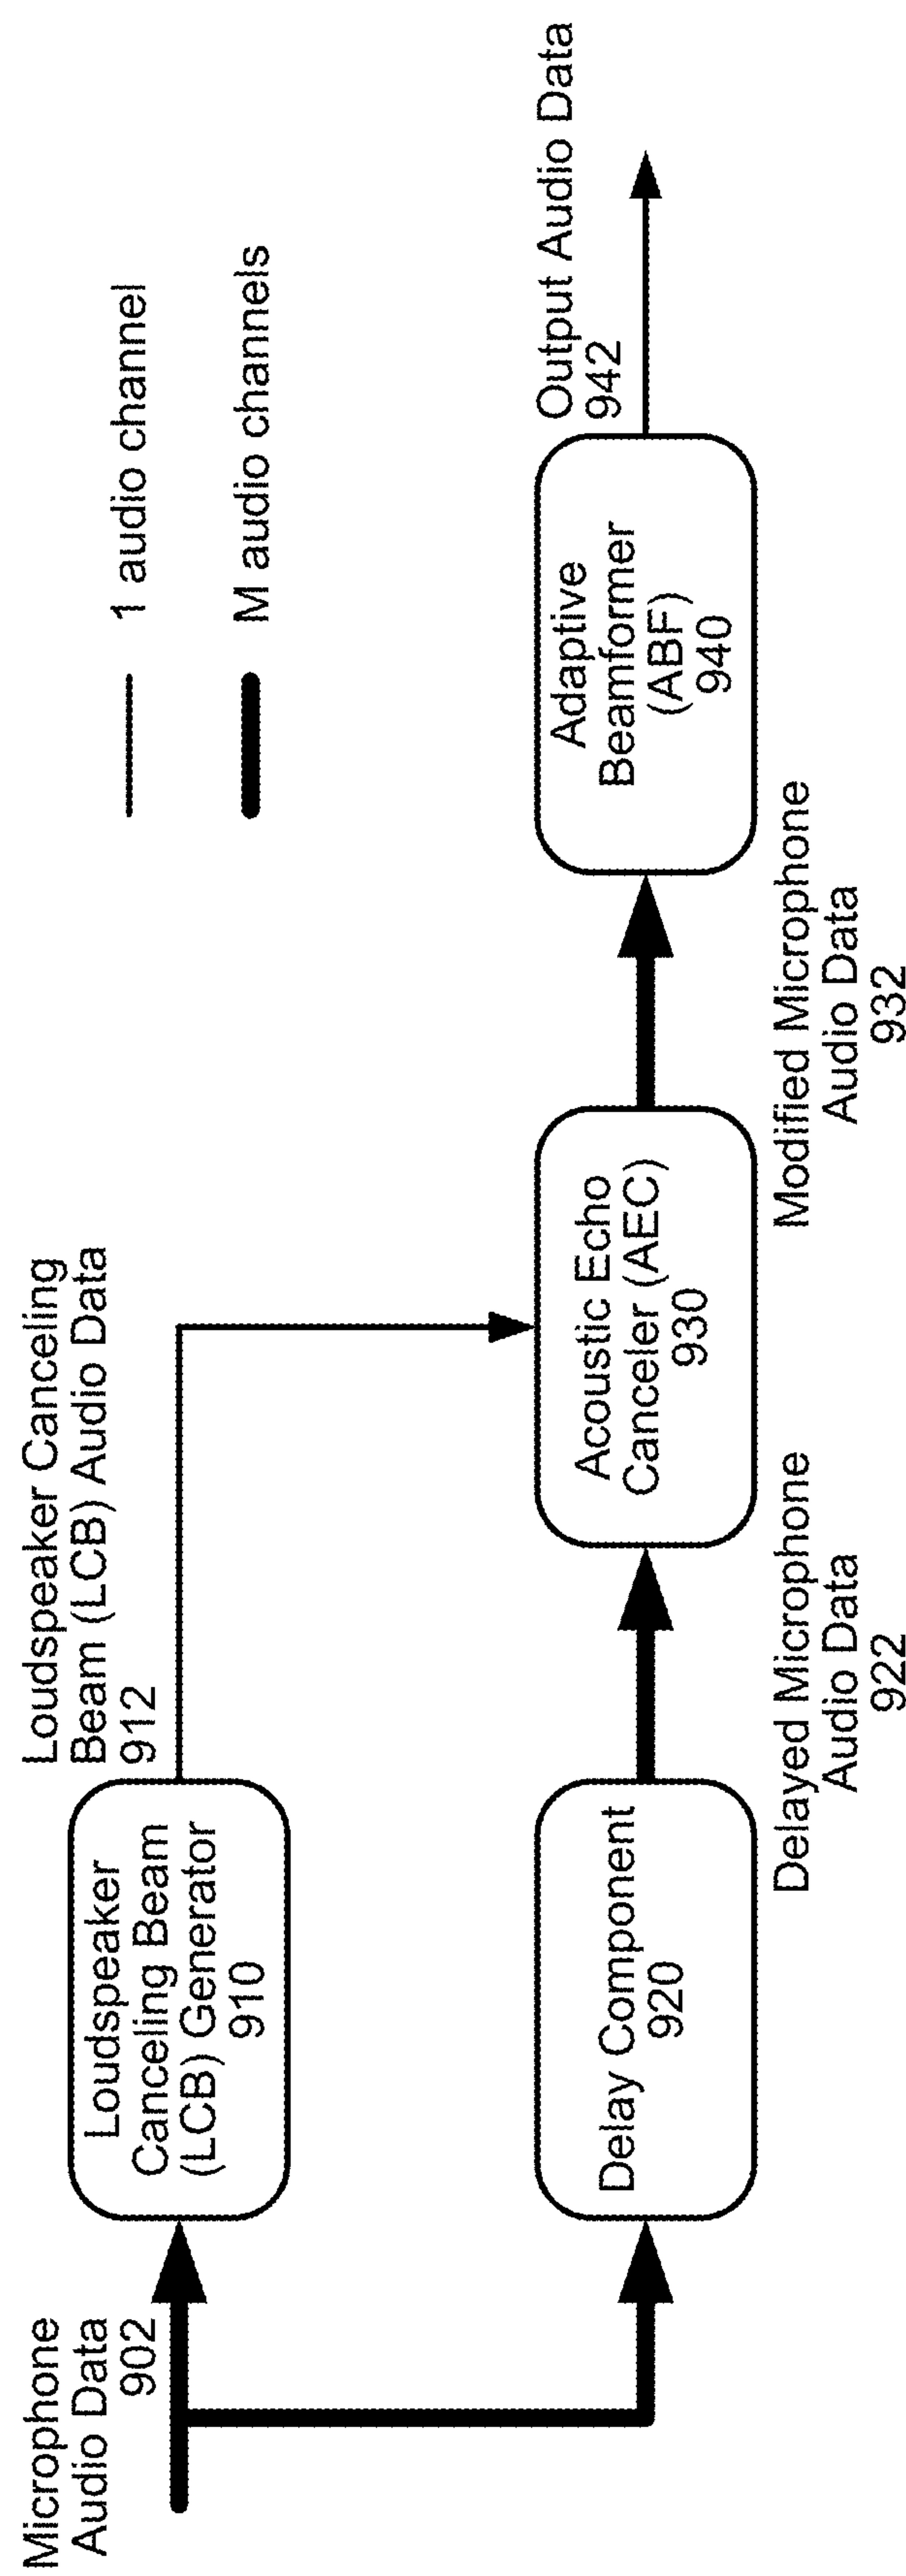 Microphone
Audio Data
902
Loudspeaker
Canceling Beam
(LCB) Generator
910
Loudspeaker Canceling
Beam (LCB) Audio Data
912
1 audio channel
M audio channels
Delay Component
920
Delayed Microphone
Audio Data
922
Acoustic Echo
Canceler (AEC)
930
Modified Microphone
Audio Data
932
Adaptive
Beamformer
(ABF)
940
Output Audio Data
942